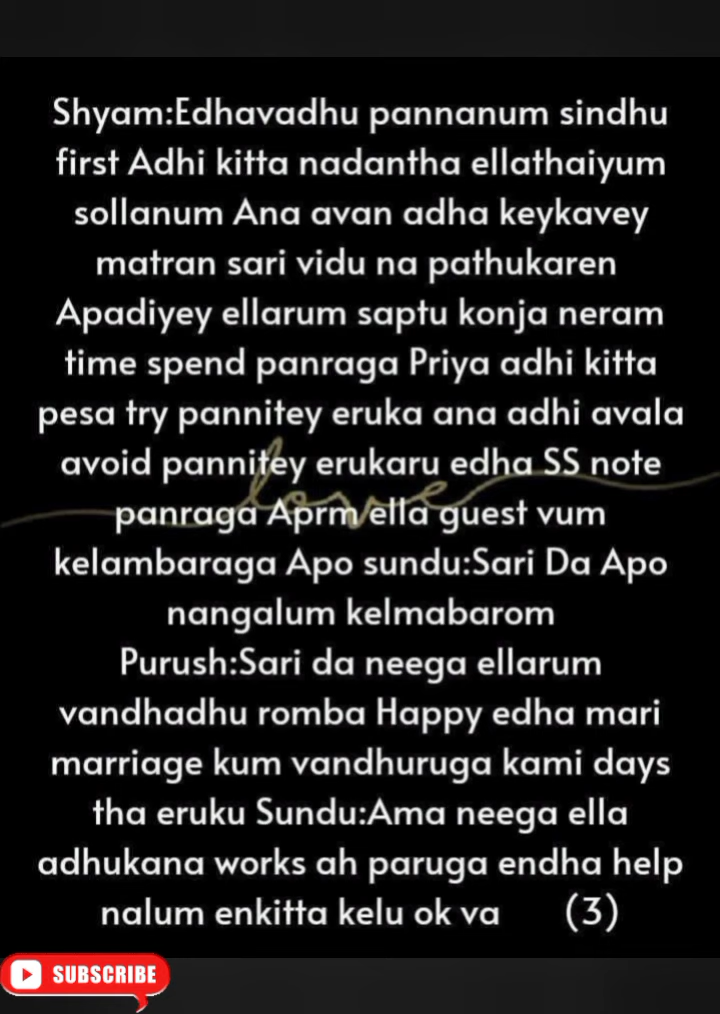 Shyam:Edhavadhu pannanum sindhu
first Adhi kitta nadantha ellathaiyum
sollanum Ana avan adha keykavey
matran sari vidu na pathukaren
Apadiyey ellarum saptu konja neram
time spend panraga Priya adhi kitta
pesa try pannitey eruka ana adhi avala
avoid pannitey erukaru edha SS note
panraga Aprm ella guest vum
kelambaraga Apo sundu:Sari Da Apo
nangalum kelmabarom
Purush:Sari da neega ellarum
vandhadhu romba Happy edha mari
marriage kum vandhuruga kami days
tha eruku Sundu:Ama neega ella
adhukana works ah paruga endha help
nalum enkitta kelu ok va (3)
love
SUBSCRIBE